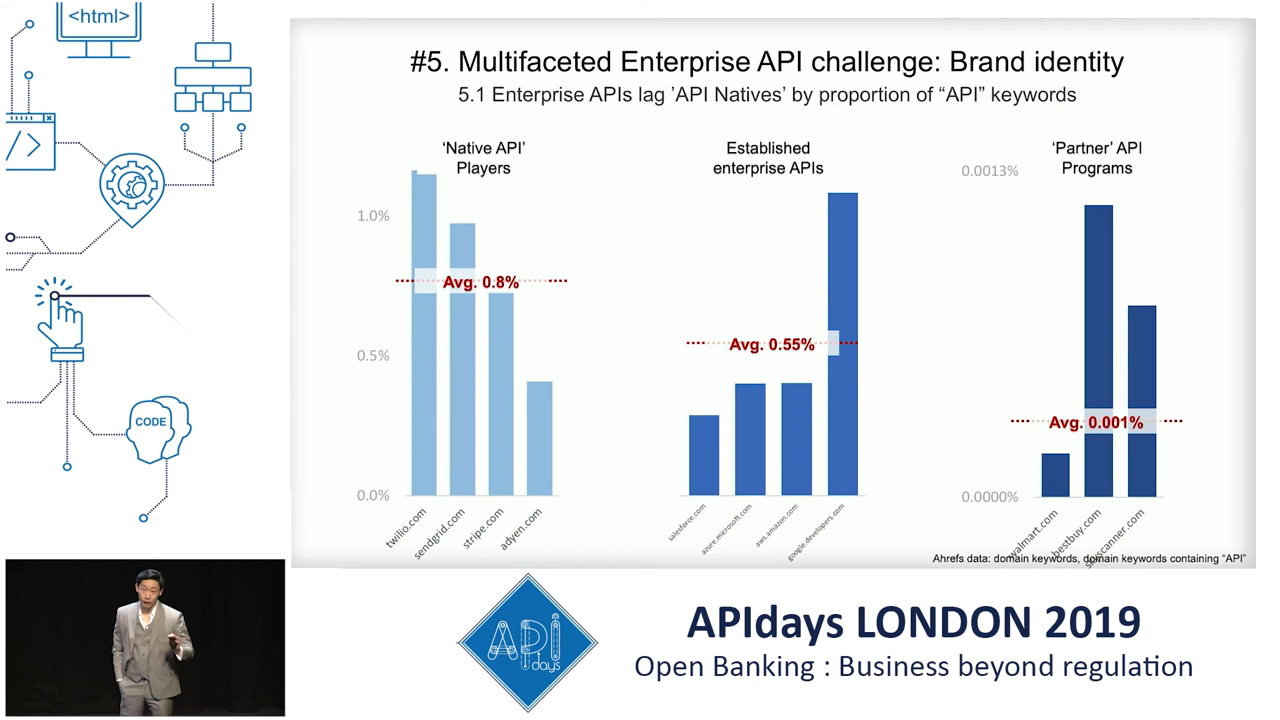 <html>
</>
CODE
#5. Multifaceted Enterprise API challenge: Brand identity
5.1 Enterprise APIs lag ’API Natives’ by proportion of “API” keywords
‘Native API’
Players
1.0%
0.5%
0.0%
Avg. 0.8%
twilio.com
sendgrid.com
stripe.com
adyen.com
Established
enterprise APIs
Avg. 0.55%
salesforce.com
azure.microsoft.com
aws.amazon.com
google.developers.com
‘Partner’ API
Programs
0.0013%
0.0000%
Avg. 0.001%
walmart.com
bestbuy.com
skyscanner.com
Ahrefs data: domain keywords, domain keywords containing “API”
API
days
APIdays LONDON 2019
Open Banking : Business beyond regulation